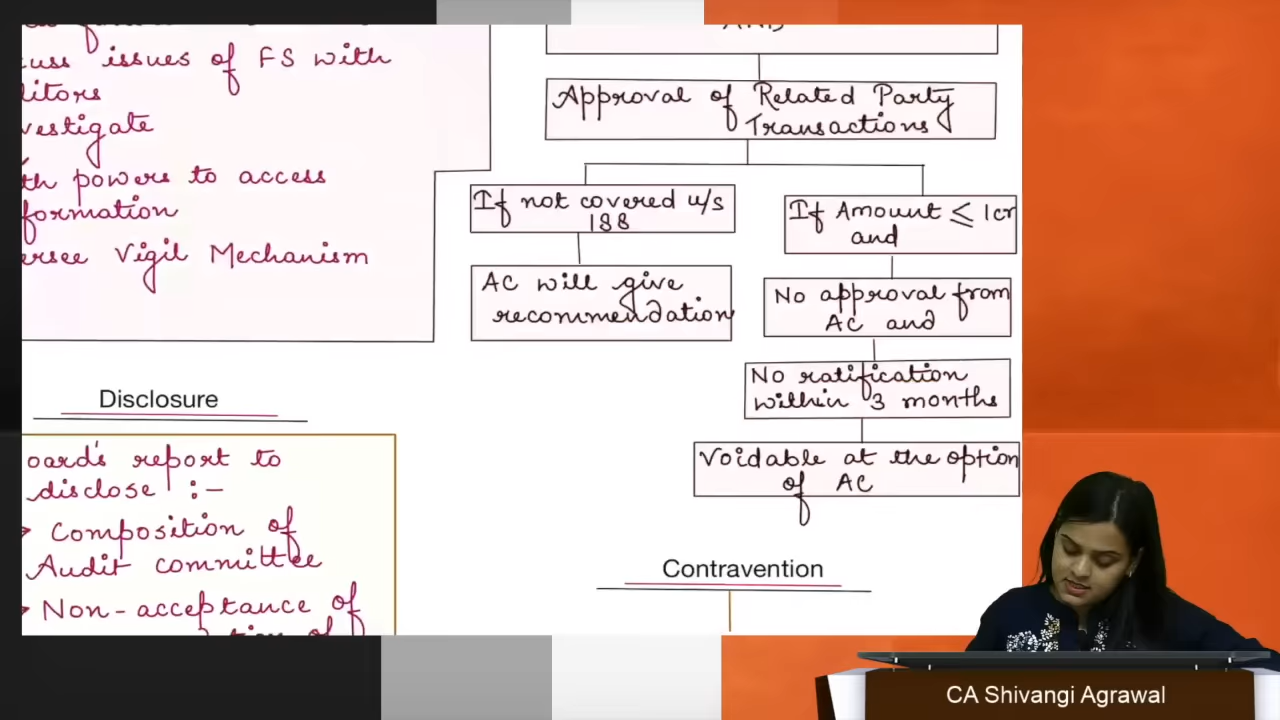 cuss issues of FS with
litors
vestigate
th powers to access
formation
ersee Vigil Mechanism
Disclosure
oard's report to
disclose :-
Composition of
Audit committee
Non-acceptance of
AND
Approval of Related Party
Transactions
If not covered u/s
188
AC will give
recommendation
If Amount ≤ 1cr
and
No approval from
AC and
No ratification
within 3 months
Voidable at the option
of AC
Contravention
CA Shivangi Agrawal